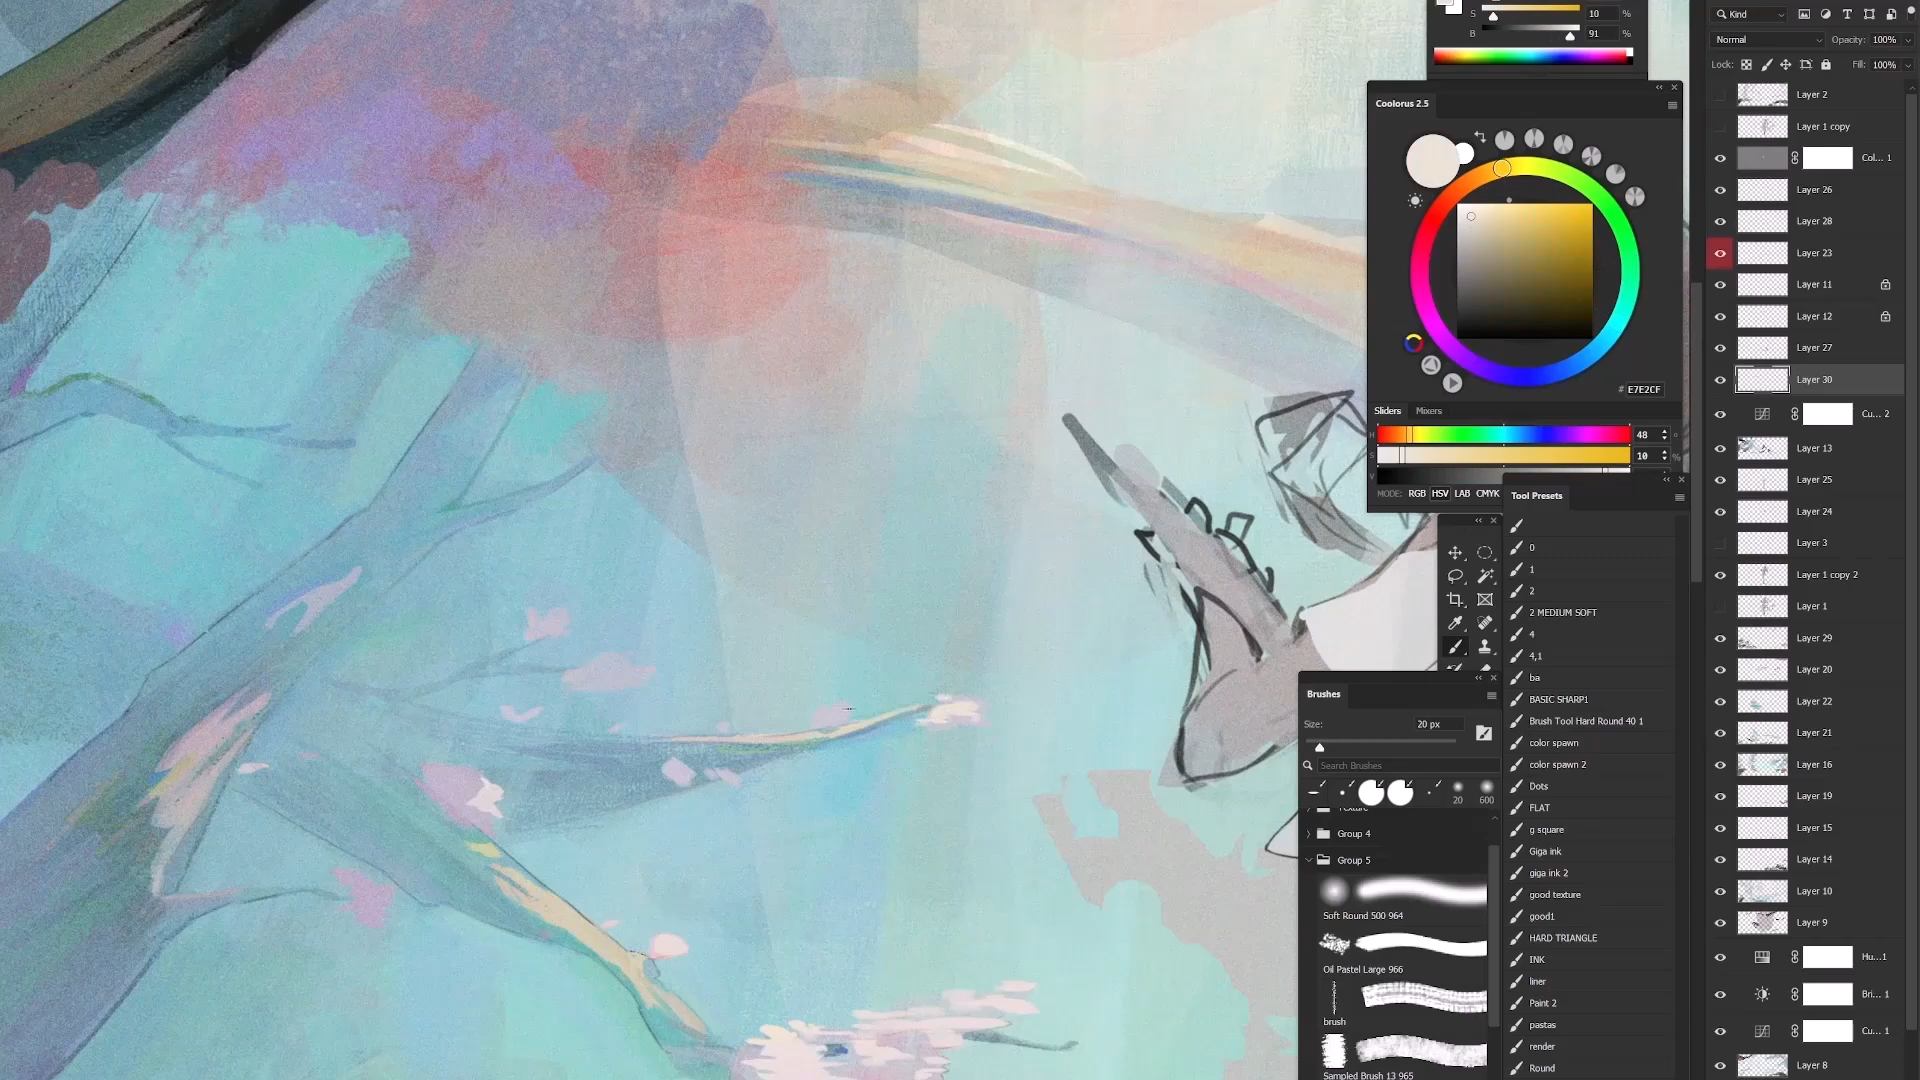 S 10 %
B 91 %
Coolorus 2.5
# E7E2CF
Sliders Mixers
H 48 °
S 10 %
V
MODE: RGB HSV LAB CMYK
Tool Presets
0
1
2
2 MEDIUM SOFT
4
4,1
ba
BASIC SHARP1
Brush Tool Hard Round 40 1
color spawn
color spawn 2
Dots
FLAT
g square
Giga ink
giga ink 2
good texture
good1
HARD TRIANGLE
INK
liner
Paint 2
pastas
render
Round
Brushes
Size: 20 px
Search Brushes
20 600
Texture
Group 4
Group 5
Soft Round 500 964
Oil Pastel Large 966
brush
Sampled Brush 13 965
Kind
Normal Opacity: 100%
Lock: Fill: 100%
Layer 2
Layer 1 copy
Col... 1
Layer 26
Layer 28
Layer 23
Layer 11
Layer 12
Layer 27
Layer 30
Cu... 2
Layer 13
Layer 25
Layer 24
Layer 3
Layer 1 copy 2
Layer 1
Layer 29
Layer 20
Layer 22
Layer 21
Layer 16
Layer 19
Layer 15
Layer 14
Layer 10
Layer 9
Hu...1
Bri... 1
Cu... 1
Layer 8